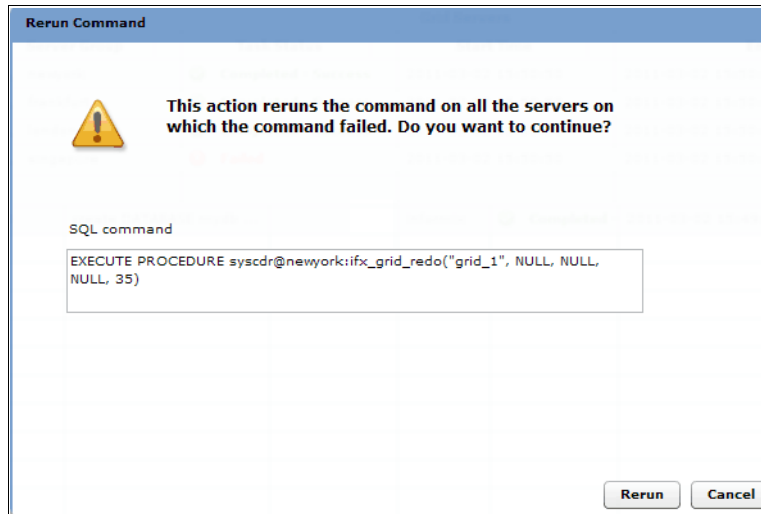 Rerun Command
This action reruns the command on all the servers on
which the command failed. Do you want to continue?
SQL command
EXECUTE PROCEDURE syscdr@newyork:ifx_grid_redo("grid_1", NULL, NULL,
NULL, 35)
Rerun Cancel